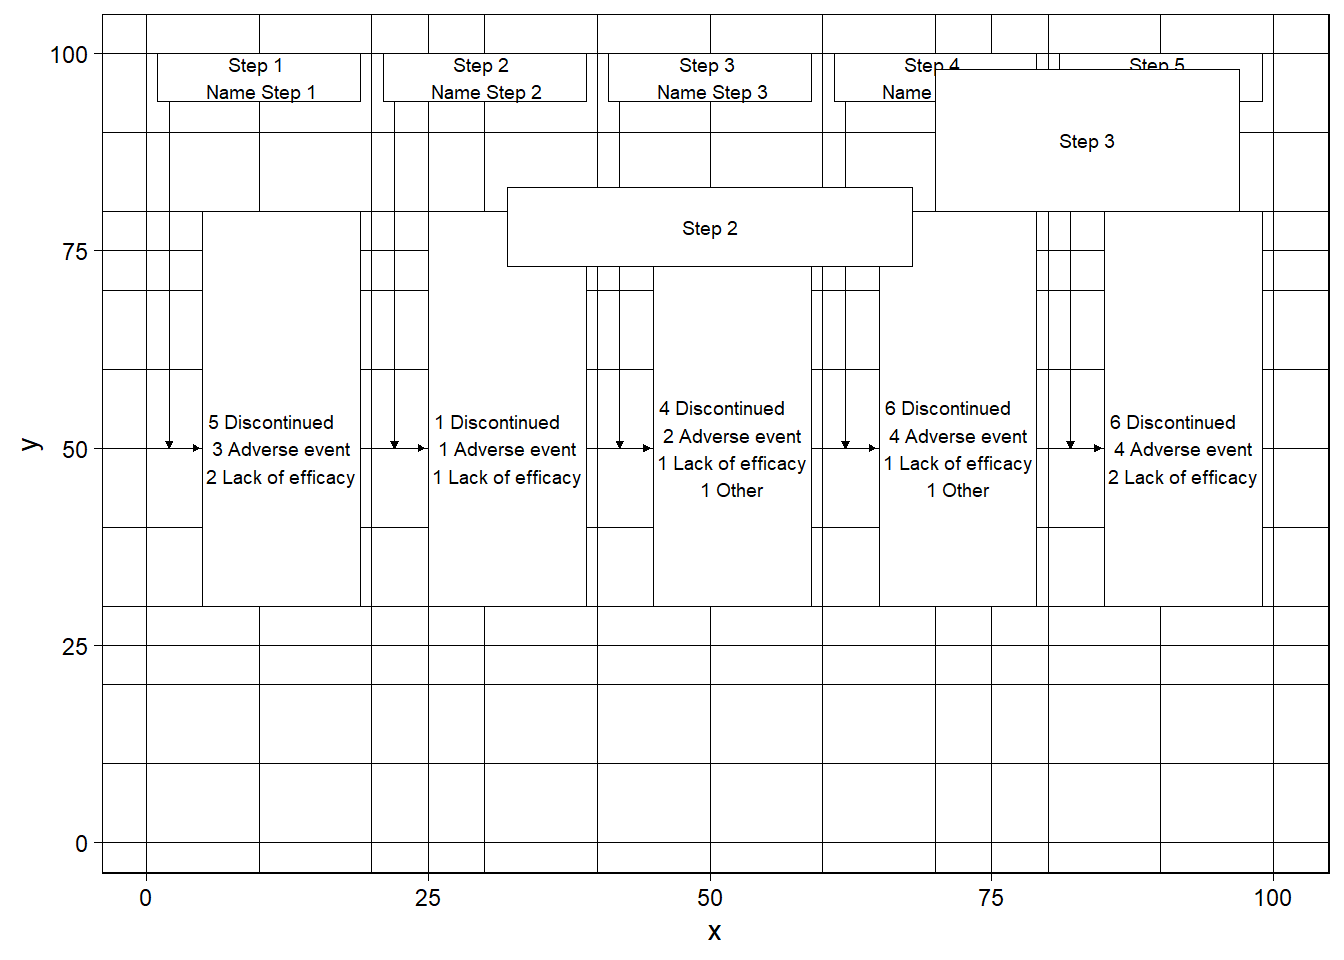 100
75
50
25
0
y
Step 1
Name Step 1
Step 2
Name Step 2
Step 3
Name Step 3
Step 4
Name
Step 5
Step 3
Step 2
5 Discontinued
3 Adverse event
2 Lack of efficacy
1 Discontinued
1 Adverse event
1 Lack of efficacy
4 Discontinued
2 Adverse event
1 Lack of efficacy
1 Other
6 Discontinued
4 Adverse event
1 Lack of efficacy
1 Other
6 Discontinued
4 Adverse event
2 Lack of efficacy
0 25 50 75 100
x